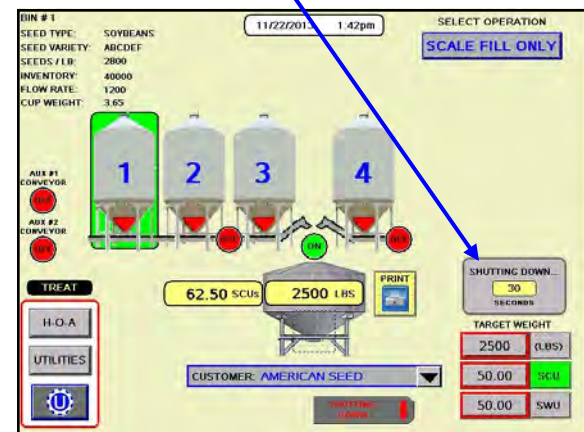 BIN # 1
SEED TYPE: SOYBEANS
SEED VARIETY: ABCDEF
SEEDS / LB: 2800
INVENTORY: 40000
FLOW RATE: 1200
CUP WEIGHT: 3.65
11/22/2013 1:42pm
SELECT OPERATION
SCALE FILL ONLY
1 2 3 4
AUX #1
CONVEYOR
OFF
AUX #2
CONVEYOR
OFF
OFF
ON
OFF
TREAT
H-O-A
UTILITIES
U
62.50 SCUs
2500 LBS
PRINT
SHUTTING DOWN...
30
SECONDS
TARGET WEIGHT
2500 (LBS)
50.00 SCU
50.00 SWU
CUSTOMER: AMERICAN SEED
SHUTTING
DOWN